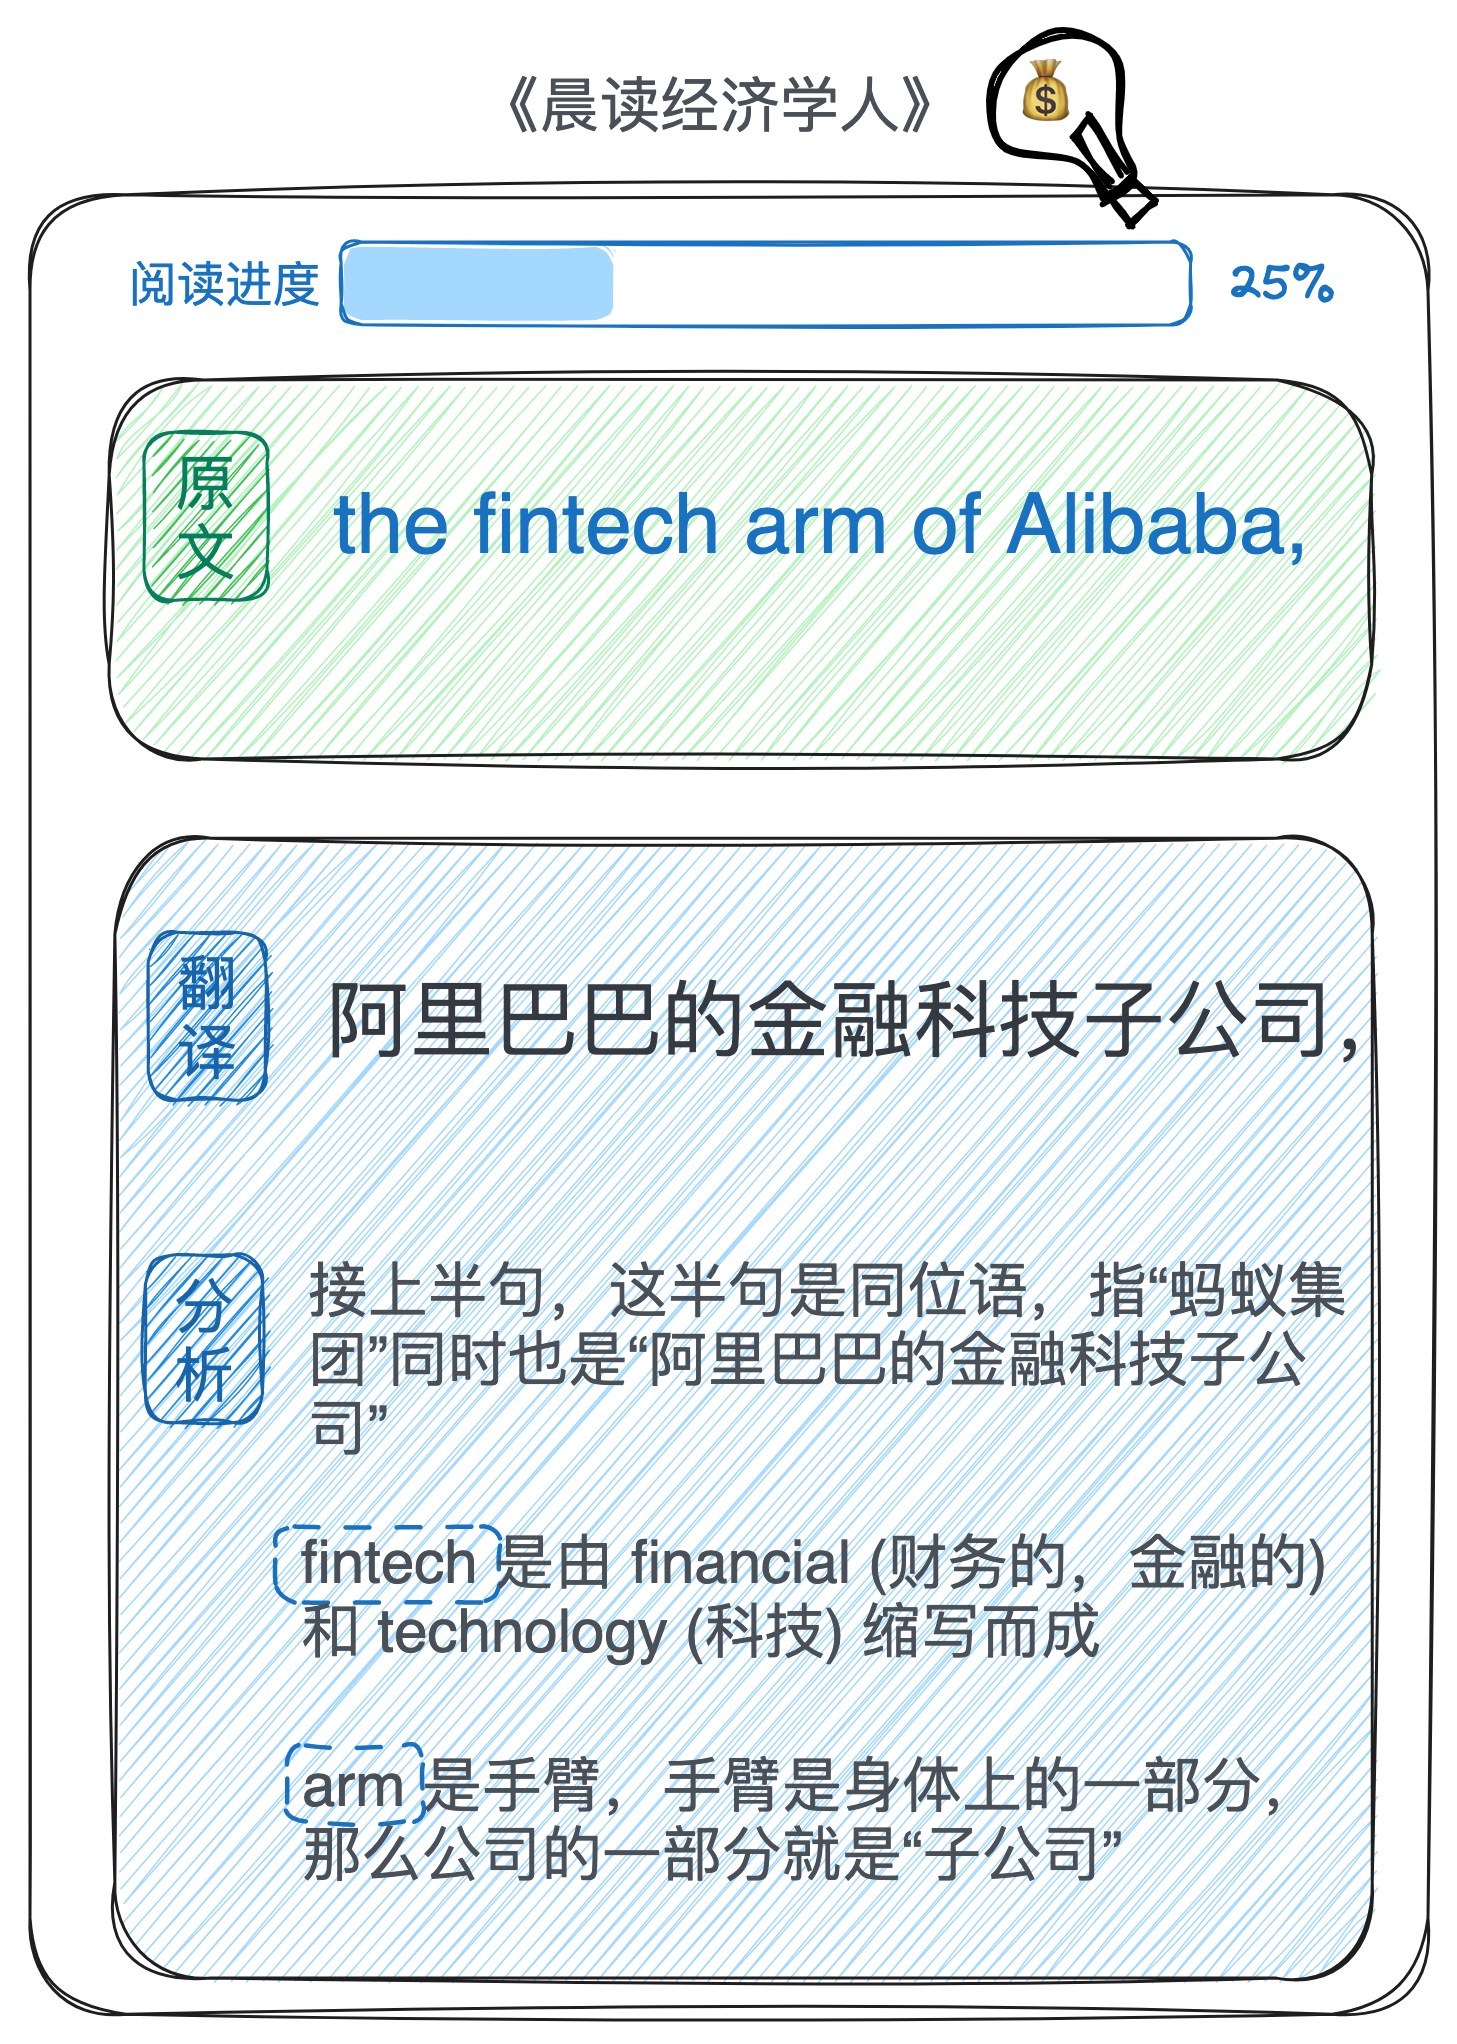 《晨读经济学人》
阅读进度 25%
原
文
the fintech arm of Alibaba,
翻
译
阿里巴巴的金融科技子公司，
分
析
接上半句，这半句是同位语，指“蚂蚁集
团”同时也是“阿里巴巴的金融科技子公
司”
fintech 是由 financial (财务的，金融的)
和 technology (科技) 缩写而成
arm 是手臂，手臂是身体上的一部分，
那么公司的一部分就是“子公司”